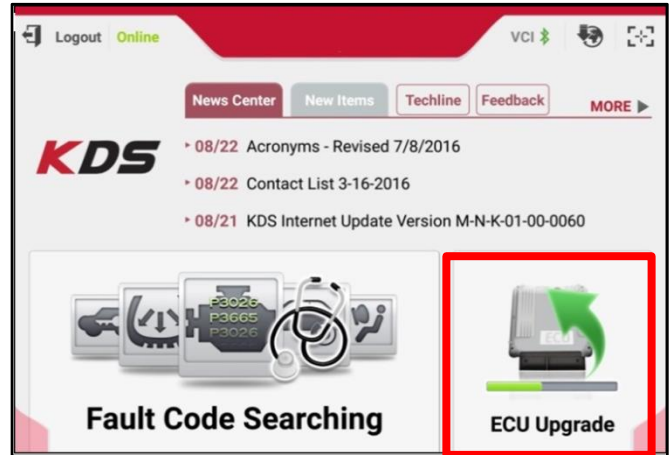 Logout Online VCI
News Center New Items Techline Feedback MORE
KDS
08/22 Acronyms - Revised 7/8/2016
08/22 Contact List 3-16-2016
08/21 KDS Internet Update Version M-N-K-01-00-0060
P3026
P3665
P3026
ECU
Fault Code Searching
ECU Upgrade